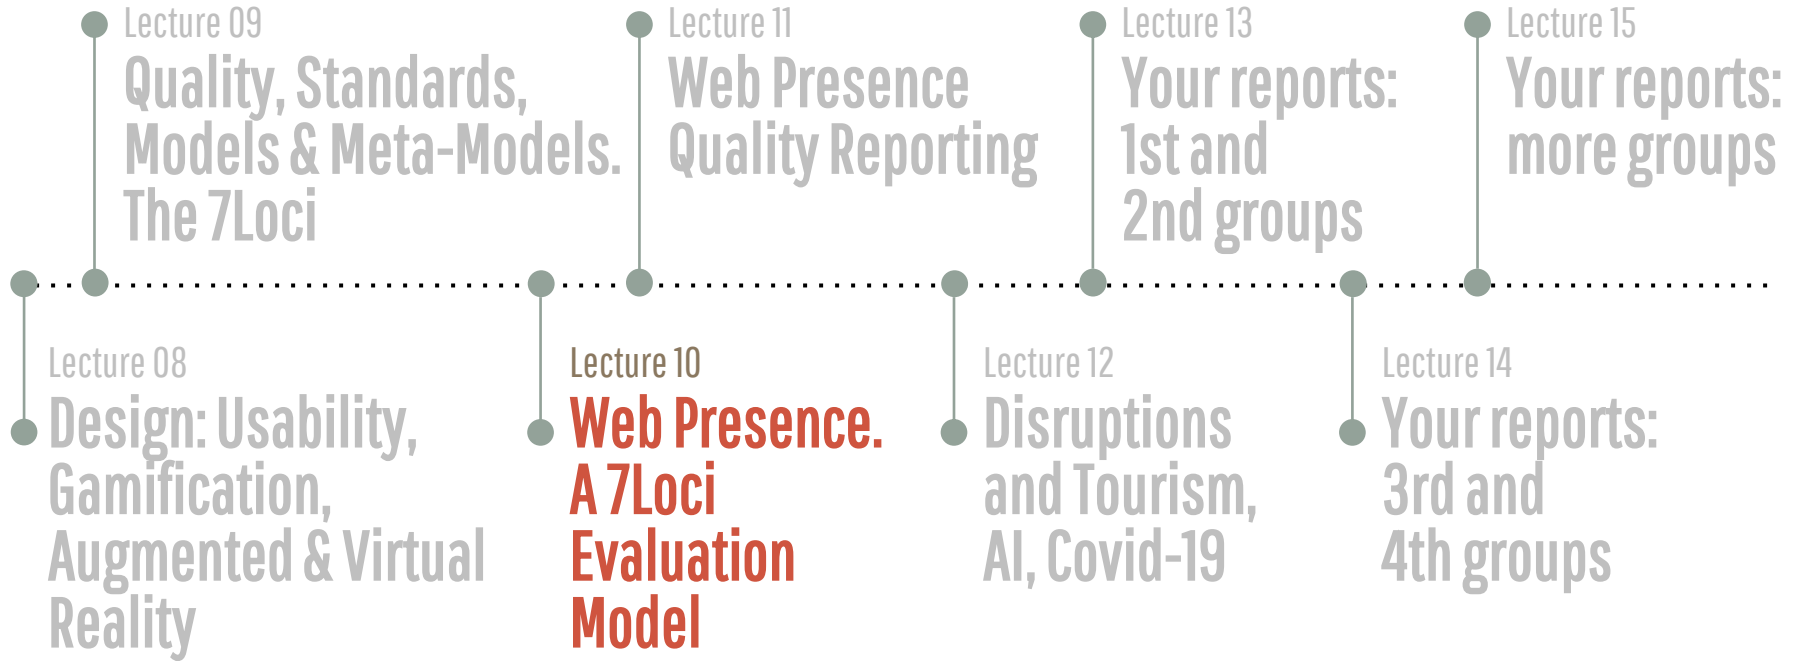 Lecture 09
Quality, Standards,
Models & Meta-Models.
The 7Loci
Lecture 11
Web Presence
Quality Reporting
Lecture 13
Your reports:
1st and
2nd groups
Lecture 15
Your reports:
more groups
Lecture 08
Design: Usability,
Gamification,
Augmented & Virtual
Reality
Lecture 10
Web Presence.
A 7Loci
Evaluation
Model
Lecture 12
Disruptions
and Tourism,
AI, Covid-19
Lecture 14
Your reports:
3rd and
4th groups